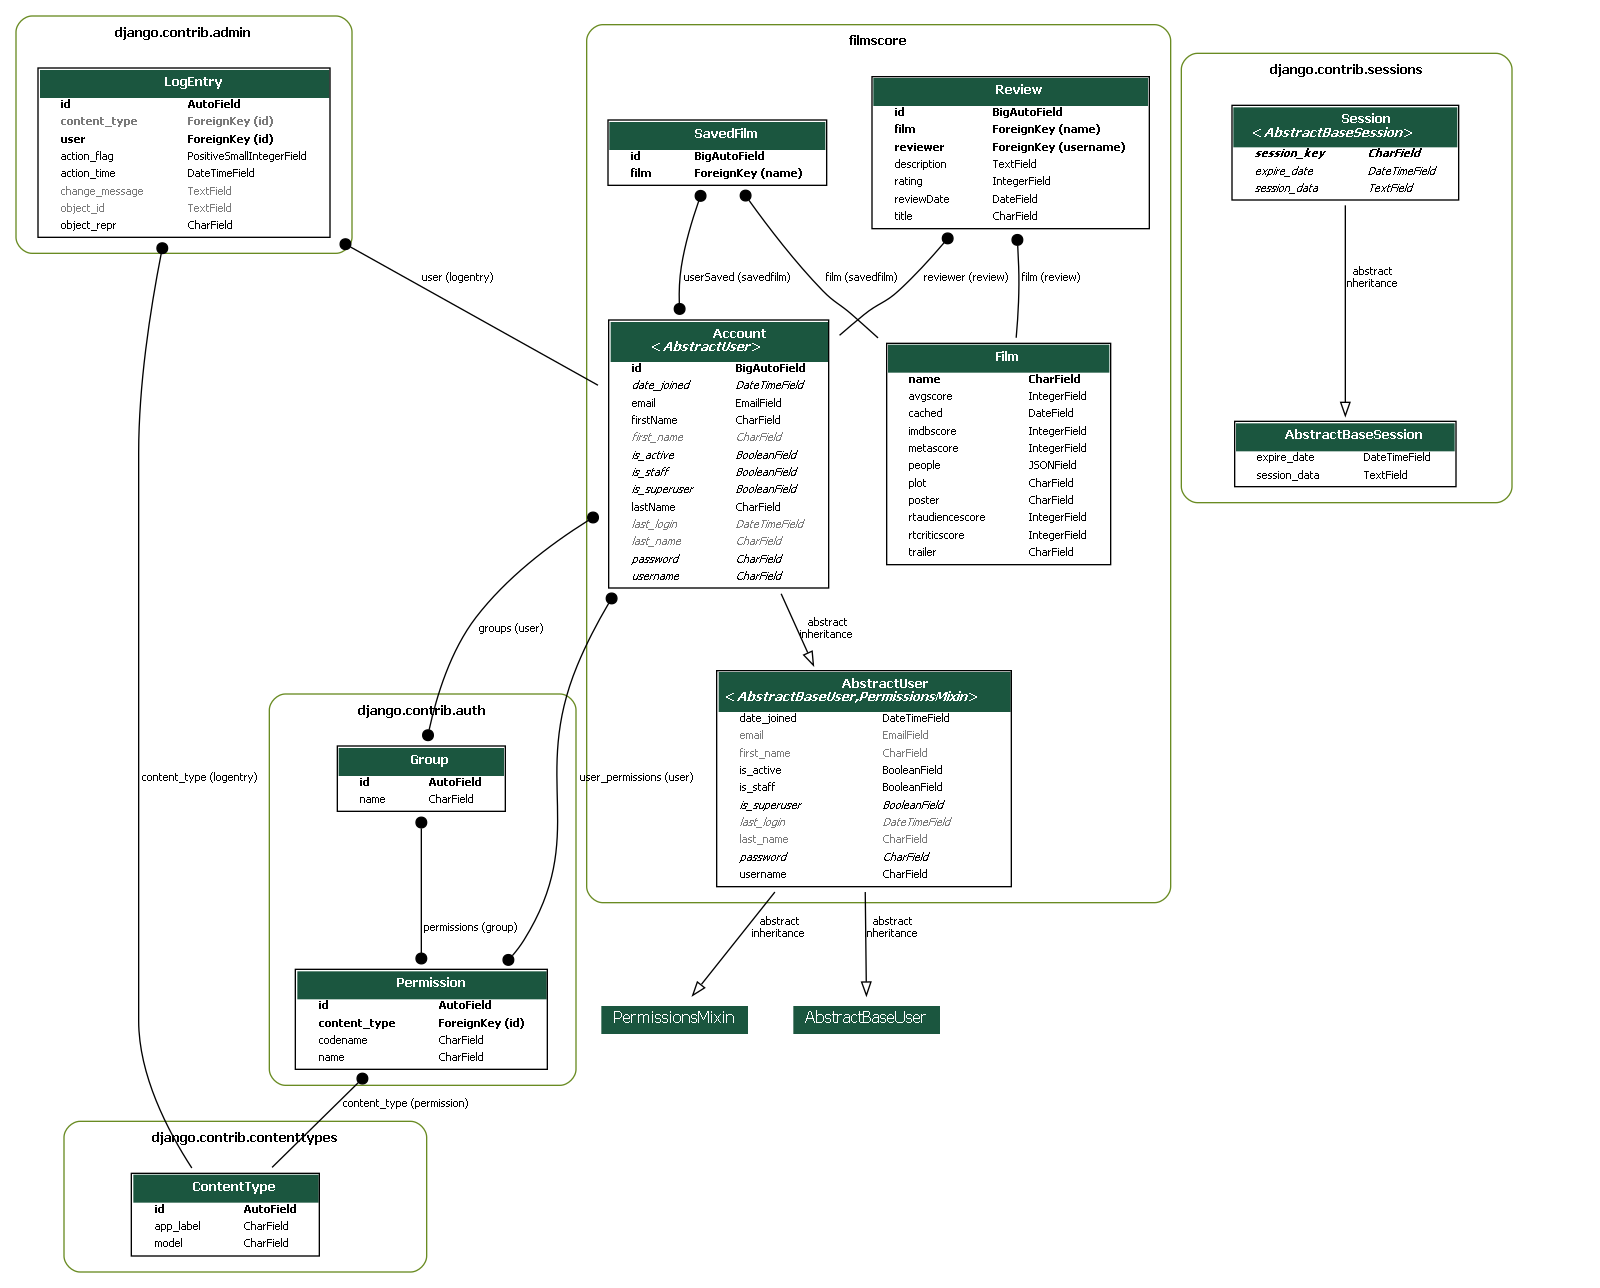 django.contrib.admin
LogEntry
id AutoField
content_type ForeignKey (id)
user ForeignKey (id)
action_flag PositiveSmallIntegerField
action_time DateTimeField
change_message TextField
object_id TextField
object_repr CharField
filmscore
SavedFilm
id BigAutoField
film ForeignKey (name)
Review
id BigAutoField
film ForeignKey (name)
reviewer ForeignKey (username)
description TextField
rating IntegerField
reviewDate DateField
title CharField
django.contrib.sessions
Session
<AbstractBaseSession>
session_key CharField
expire_date DateTimeField
session_data TextField
user (logentry)
userSaved (savedfilm)
film (savedfilm)
reviewer (review)
film (review)
abstract
inheritance
Account
<AbstractUser>
id BigAutoField
date_joined DateTimeField
email EmailField
firstName CharField
first_name CharField
is_active BooleanField
is_staff BooleanField
is_superuser BooleanField
lastName CharField
last_login DateTimeField
last_name CharField
password CharField
username CharField
Film
name CharField
avgscore IntegerField
cached DateField
imdbscore IntegerField
metascore IntegerField
people JSONField
plot CharField
poster CharField
rtaudiencescore IntegerField
rtcriticscore IntegerField
trailer CharField
AbstractBaseSession
expire_date DateTimeField
session_data TextField
groups (user)
abstract
inheritance
AbstractUser
<AbstractBaseUser,PermissionsMixin>
date_joined DateTimeField
email EmailField
first_name CharField
is_active BooleanField
is_staff BooleanField
is_superuser BooleanField
last_login DateTimeField
last_name CharField
password CharField
username CharField
django.contrib.auth
Group
id AutoField
name CharField
content_type (logentry)
user_permissions (user)
permissions (group)
abstract
inheritance
abstract
inheritance
Permission
id AutoField
content_type ForeignKey (id)
codename CharField
name CharField
PermissionsMixin
AbstractBaseUser
content_type (permission)
django.contrib.contenttypes
ContentType
id AutoField
app_label CharField
model CharField